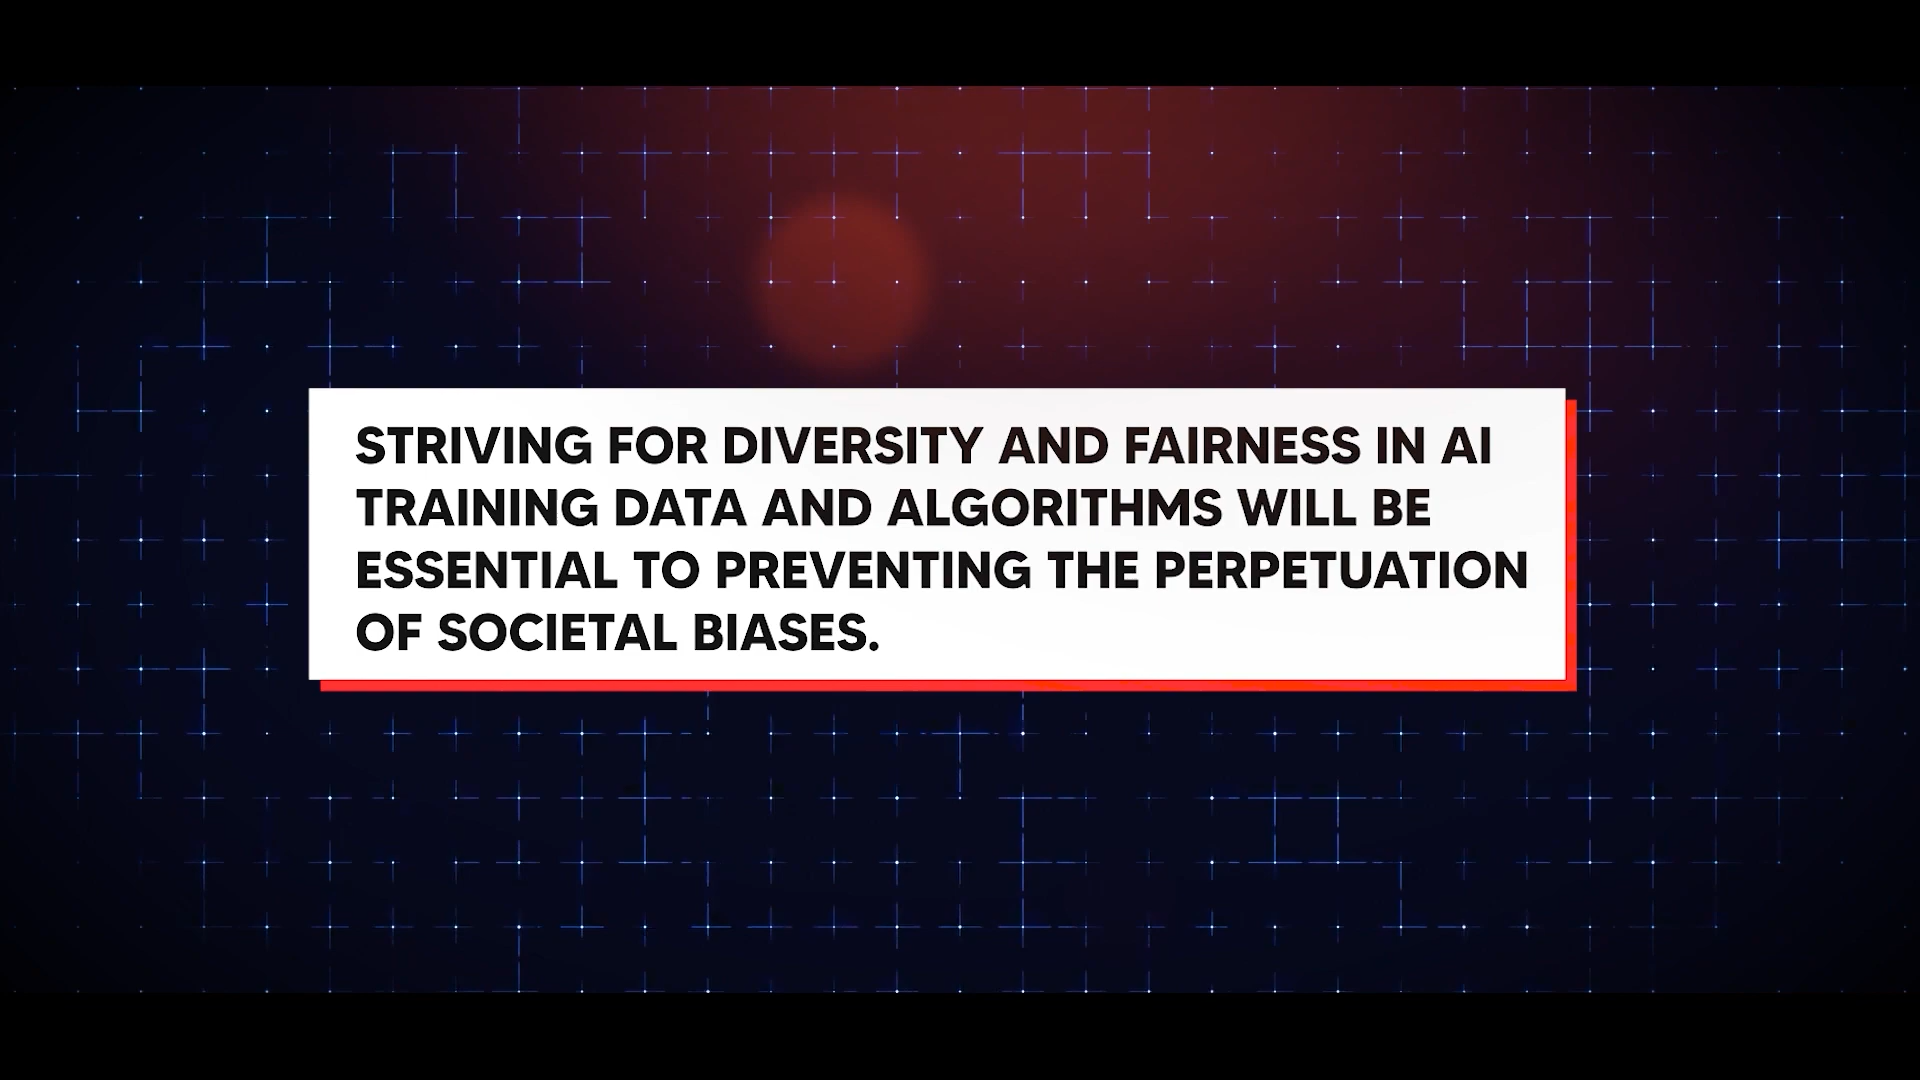 STRIVING FOR DIVERSITY AND FAIRNESS IN AI
TRAINING DATA AND ALGORITHMS WILL BE
ESSENTIAL TO PREVENTING THE PERPETUATION
OF SOCIETAL BIASES.